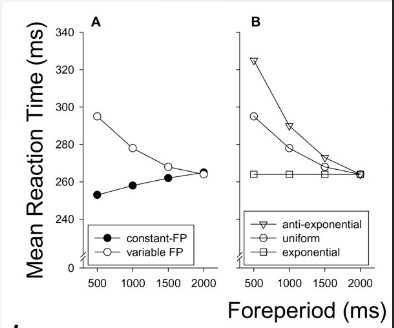 A
B
Mean Reaction Time (ms)
340
320
300
280
260
240
0
constant-FP
variable FP
anti-exponential
uniform
exponential
500 1000 1500 2000
500 1000 1500 2000
Foreperiod (ms)